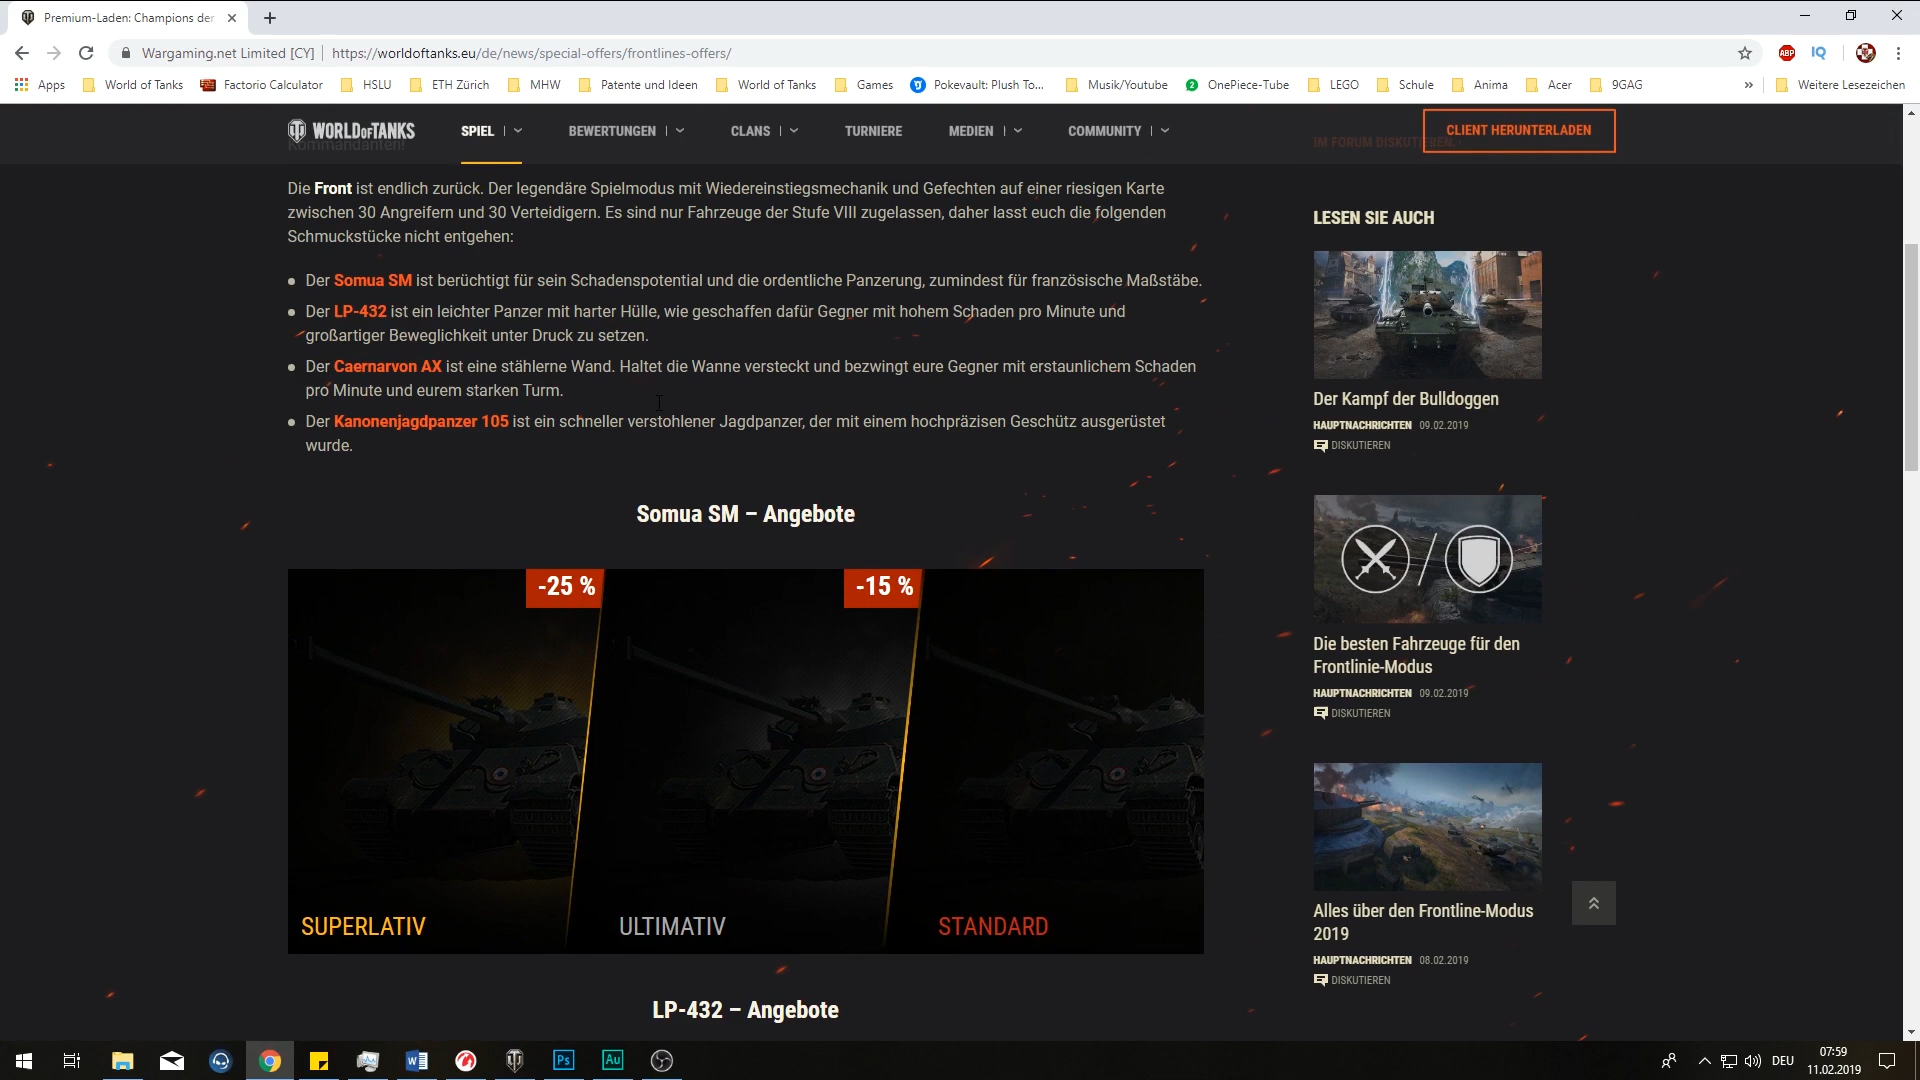 Premium-Laden: Champions der
Wargaming.net Limited [CY] | https://worldoftanks.eu/de/news/special-offers/frontlines-offers/
ABP
IQ
Apps World of Tanks Factorio Calculator HSLU ETH Zürich MHW Patente und Ideen World of Tanks Games Pokevault: Plush To... Musik/Youtube 2 OnePiece-Tube LEGO Schule Anima Acer 9GAG » Weitere Lesezeichen
WORLD OF TANKS SPIEL BEWERTUNGEN CLANS TURNIERE MEDIEN COMMUNITY CLIENT HERUNTERLADEN
Kommandanten!
IM FORUM DISKUTIEREN
Die Front ist endlich zurück. Der legendäre Spielmodus mit Wiedereinstiegsmechanik und Gefechten auf einer riesigen Karte
zwischen 30 Angreifern und 30 Verteidigern. Es sind nur Fahrzeuge der Stufe VIII zugelassen, daher lasst euch die folgenden
Schmuckstücke nicht entgehen:
Der Somua SM ist berüchtigt für sein Schadenspotential und die ordentliche Panzerung, zumindest für französische Maßstäbe.
Der LP-432 ist ein leichter Panzer mit harter Hülle, wie geschaffen dafür Gegner mit hohem Schaden pro Minute und
großartiger Beweglichkeit unter Druck zu setzen.
Der Caernarvon AX ist eine stählerne Wand. Haltet die Wanne versteckt und bezwingt eure Gegner mit erstaunlichem Schaden
pro Minute und eurem starken Turm.
Der Kanonenjagdpanzer 105 ist ein schneller verstohlener Jagdpanzer, der mit einem hochpräzisen Geschütz ausgerüstet
wurde.
Somua SM – Angebote
-25 %
-15 %
SUPERLATIV
ULTIMATIV
STANDARD
LP-432 – Angebote
LESEN SIE AUCH
Der Kampf der Bulldoggen
HAUPTNACHRICHTEN 09.02.2019
DISKUTIEREN
Die besten Fahrzeuge für den
Frontlinie-Modus
HAUPTNACHRICHTEN 09.02.2019
DISKUTIEREN
Alles über den Frontline-Modus
2019
HAUPTNACHRICHTEN 08.02.2019
DISKUTIEREN
Ps
Au
DEU
07:59
11.02.2019